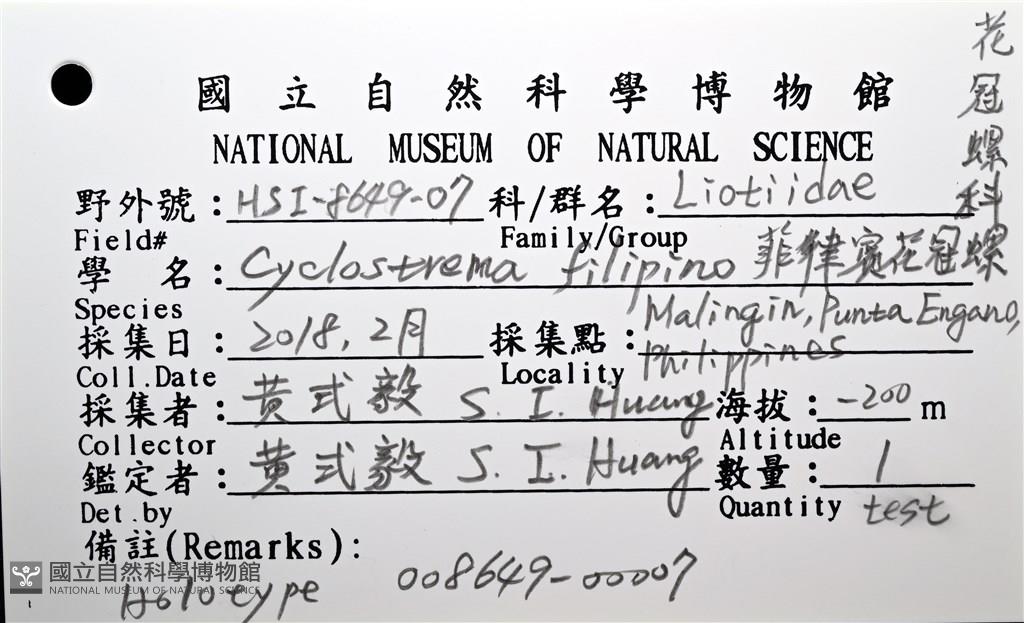 國立自然科學博物館
NATIONAL MUSEUM OF NATURAL SCIENCE
花冠螺科
野外號：HSI-8649-07 科/群名：Liotiidae
Field# Family/Group
學 名：Cyclostrema filipino 菲律賓花冠螺
Species
採集日：2018, 2月 採集點：Malingin, Punta Engano, Philippines
Coll.Date Locality
採集者：黃式毅 S. I. Huang 海拔：-200 m
Collector Altitude
鑑定者：黃式毅 S. I. Huang 數量：1
Det.by Quantity test
備註(Remarks)：
Holotype 008649-00007
國立自然科學博物館
NATIONAL MUSEUM OF NATURAL SCIENCE